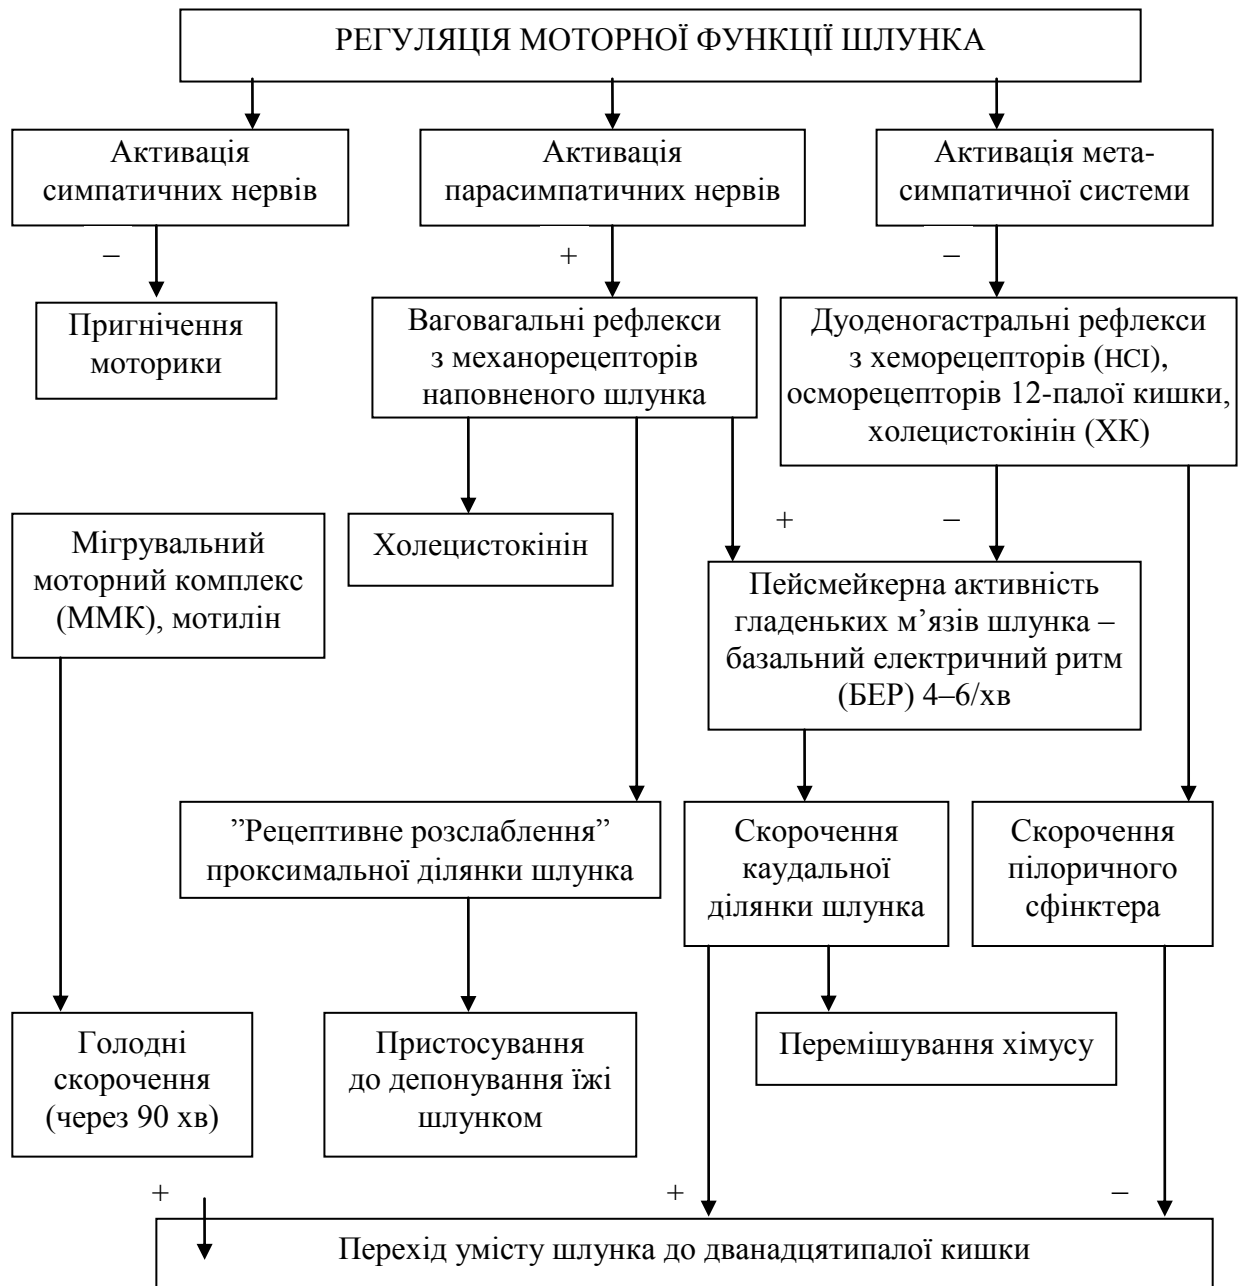 РЕГУЛЯЦІЯ МОТОРНОЇ ФУНКЦІЇ ШЛУНКА
Активація
симпатичних нервів
Активація
парасимпатичних нервів
Активація мета-
симпатичної системи
–
+
–
Пригнічення
моторики
Ваговагальні рефлекси
з механорецепторів
наповненого шлунка
Дуоденогастральні рефлекси
з хеморецепторів (HCI),
осморецепторів 12-палої кишки,
холецистокінін (ХК)
Мігрувальний
моторний комплекс
(ММК), мотилін
Холецистокінін
+
–
Пейсмейкерна активність
гладеньких м’язів шлунка –
базальний електричний ритм
(БЕР) 4–6/хв
”Рецептивне розслаблення”
проксимальної ділянки шлунка
Скорочення
каудальної
ділянки шлунка
Скорочення
пілоричного
сфінктера
Голодні
скорочення
(через 90 хв)
Пристосування
до депонування їжі
шлунком
Перемішування хімусу
+
+
–
Перехід умісту шлунка до дванадцятипалої кишки